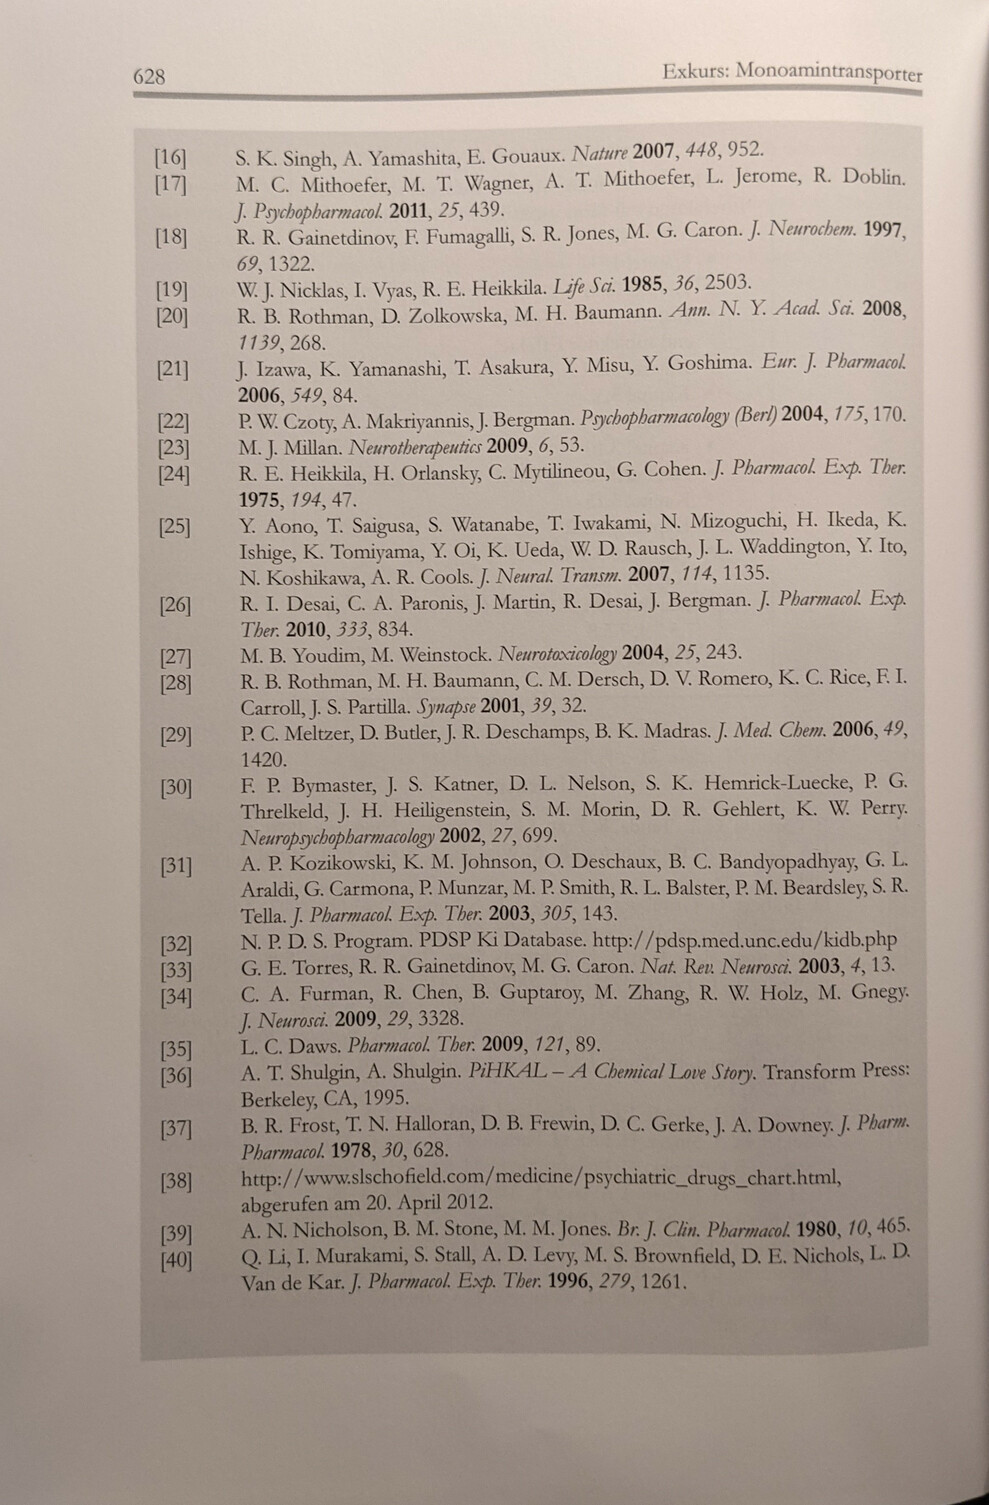 628 Exkurs: Monoamintransporter
[16] S. K. Singh, A. Yamashita, E. Gouaux. Nature 2007, 448, 952.
[17] M. C. Mithoefer, M. T. Wagner, A. T. Mithoefer, L. Jerome, R. Doblin.
J. Psychopharmacol. 2011, 25, 439.
[18] R. R. Gainetdinov, F. Fumagalli, S. R. Jones, M. G. Caron. J. Neurochem. 1997,
69, 1322.
[19] W. J. Nicklas, I. Vyas, R. E. Heikkila. Life Sci. 1985, 36, 2503.
[20] R. B. Rothman, D. Zolkowska, M. H. Baumann. Ann. N. Y. Acad. Sci. 2008,
1139, 268.
[21] J. Izawa, K. Yamanashi, T. Asakura, Y. Misu, Y. Goshima. Eur. J. Pharmacol.
2006, 549, 84.
[22] P. W. Czoty, A. Makriyannis, J. Bergman. Psychopharmacology (Berl) 2004, 175, 170.
[23] M. J. Millan. Neurotherapeutics 2009, 6, 53.
[24] R. E. Heikkila, H. Orlansky, C. Mytilineou, G. Cohen. J. Pharmacol. Exp. Ther.
1975, 194, 47.
[25] Y. Aono, T. Saigusa, S. Watanabe, T. Iwakami, N. Mizoguchi, H. Ikeda, K.
Ishige, K. Tomiyama, Y. Oi, K. Ueda, W. D. Rausch, J. L. Waddington, Y. Ito,
N. Koshikawa, A. R. Cools. J. Neural. Transm. 2007, 114, 1135.
[26] R. I. Desai, C. A. Paronis, J. Martin, R. Desai, J. Bergman. J. Pharmacol. Exp.
Ther. 2010, 333, 834.
[27] M. B. Youdim, M. Weinstock. Neurotoxicology 2004, 25, 243.
[28] R. B. Rothman, M. H. Baumann, C. M. Dersch, D. V. Romero, K. C. Rice, F. I.
Carroll, J. S. Partilla. Synapse 2001, 39, 32.
[29] P. C. Meltzer, D. Butler, J. R. Deschamps, B. K. Madras. J. Med. Chem. 2006, 49,
1420.
[30] F. P. Bymaster, J. S. Katner, D. L. Nelson, S. K. Hemrick-Luecke, P. G.
Threlkeld, J. H. Heiligenstein, S. M. Morin, D. R. Gehlert, K. W. Perry.
Neuropsychopharmacology 2002, 27, 699.
[31] A. P. Kozikowski, K. M. Johnson, O. Deschaux, B. C. Bandyopadhyay, G. L.
Araldi, G. Carmona, P. Munzar, M. P. Smith, R. L. Balster, P. M. Beardsley, S. R.
Tella. J. Pharmacol. Exp. Ther. 2003, 305, 143.
[32] N. P. D. S. Program. PDSP Ki Database. http://pdsp.med.unc.edu/kidb.php
[33] G. E. Torres, R. R. Gainetdinov, M. G. Caron. Nat. Rev. Neurosci. 2003, 4, 13.
[34] C. A. Furman, R. Chen, B. Guptaroy, M. Zhang, R. W. Holz, M. Gnegy.
J. Neurosci. 2009, 29, 3328.
[35] L. C. Daws. Pharmacol. Ther. 2009, 121, 89.
[36] A. T. Shulgin, A. Shulgin. PiHKAL – A Chemical Love Story. Transform Press:
Berkeley, CA, 1995.
[37] B. R. Frost, T. N. Halloran, D. B. Frewin, D. C. Gerke, J. A. Downey. J. Pharm.
Pharmacol. 1978, 30, 628.
[38] http://www.slschofield.com/medicine/psychiatric_drugs_chart.html,
abgerufen am 20. April 2012.
[39] A. N. Nicholson, B. M. Stone, M. M. Jones. Br. J. Clin. Pharmacol. 1980, 10, 465.
[40] Q. Li, I. Murakami, S. Stall, A. D. Levy, M. S. Brownfield, D. E. Nichols, L. D.
Van de Kar. J. Pharmacol. Exp. Ther. 1996, 279, 1261.